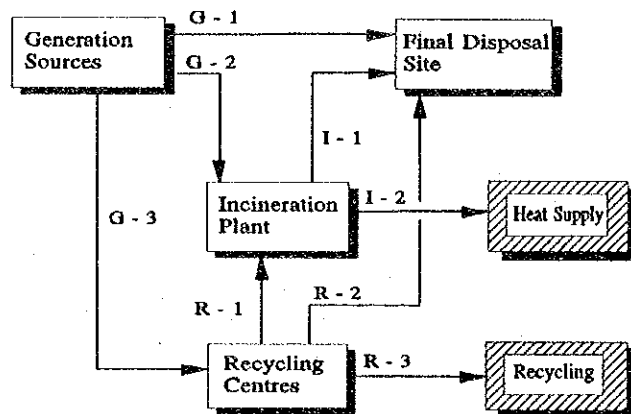 G - 1
Generation
Sources
Final Disposal
Site
G - 2
I - 1
Incineration
Plant
I - 2
Heat Supply
G - 3
R - 1
R - 2
Recycling
Centres
R - 3
Recycling